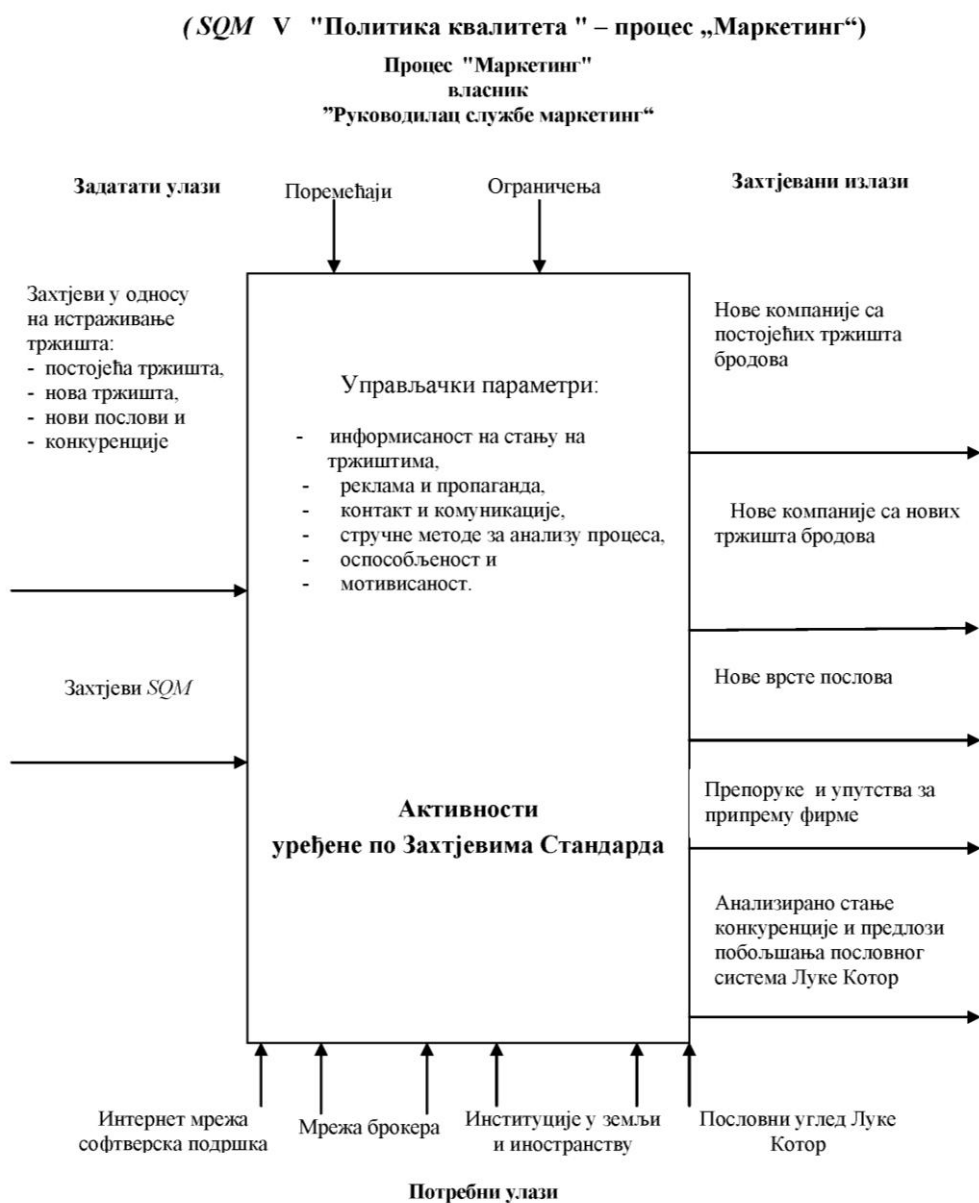 (SQM V "Политика квалитета " – процес „Маркетинг“)
Процес "Маркетинг"
власник
”Руководилац службе маркетинг“
Задатати улази
Поремећаји
Ограничења
Захтјевани излази
Захтјеви у односу
на истраживање
тржишта:
- постојећа тржишта,
- нова тржишта,
- нови послови и
- конкуренције
Захтјеви SQM
Управљачки параметри:
- информисаност на стању на
тржиштима,
- реклама и пропаганда,
- контакт и комуникације,
- стручне методе за анализу процеса,
- оспособљеност и
- мотивисаност.
Активности
уређене по Захтјевима Стандарда
Нове компаније са
постојећих тржишта
бродова
Нове компаније са нових
тржишта бродова
Нове врсте послова
Препоруке и упутства за
припрему фирме
Анализирано стање
конкуренције и предлози
побољшања пословног
система Луке Котор
Интернет мрежа
софтверска подршка
Мрежа брокера
Институције у земљи
и иностранству
Пословни углед Луке
Котор
Потребни улази